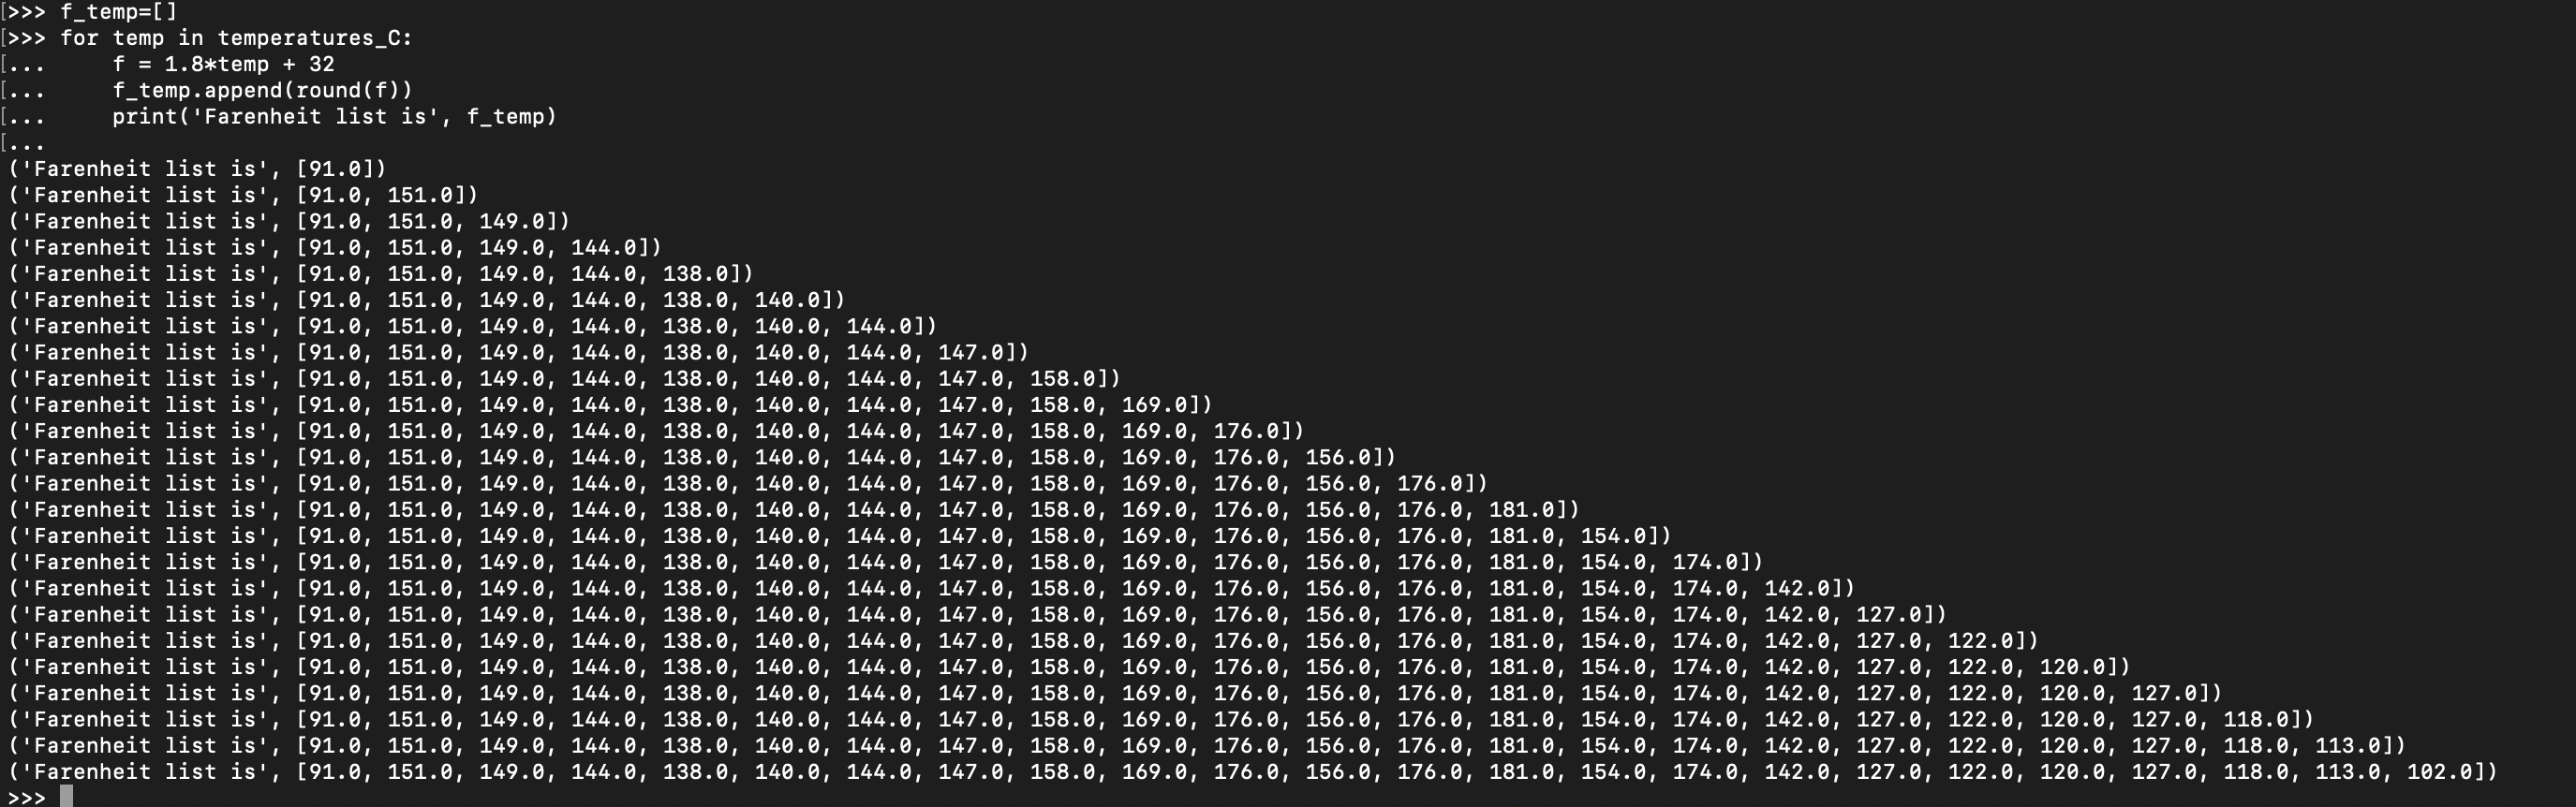 >>> f_temp=[]
>>> for temp in temperatures_C:
...     f = 1.8*temp + 32
...     f_temp.append(round(f))
...     print('Farenheit list is', f_temp)
...
('Farenheit list is', [91.0])
('Farenheit list is', [91.0, 151.0])
('Farenheit list is', [91.0, 151.0, 149.0])
('Farenheit list is', [91.0, 151.0, 149.0, 144.0])
('Farenheit list is', [91.0, 151.0, 149.0, 144.0, 138.0])
('Farenheit list is', [91.0, 151.0, 149.0, 144.0, 138.0, 140.0])
('Farenheit list is', [91.0, 151.0, 149.0, 144.0, 138.0, 140.0, 144.0])
('Farenheit list is', [91.0, 151.0, 149.0, 144.0, 138.0, 140.0, 144.0, 147.0])
('Farenheit list is', [91.0, 151.0, 149.0, 144.0, 138.0, 140.0, 144.0, 147.0, 158.0])
('Farenheit list is', [91.0, 151.0, 149.0, 144.0, 138.0, 140.0, 144.0, 147.0, 158.0, 169.0])
('Farenheit list is', [91.0, 151.0, 149.0, 144.0, 138.0, 140.0, 144.0, 147.0, 158.0, 169.0, 176.0])
('Farenheit list is', [91.0, 151.0, 149.0, 144.0, 138.0, 140.0, 144.0, 147.0, 158.0, 169.0, 176.0, 156.0])
('Farenheit list is', [91.0, 151.0, 149.0, 144.0, 138.0, 140.0, 144.0, 147.0, 158.0, 169.0, 176.0, 156.0, 176.0])
('Farenheit list is', [91.0, 151.0, 149.0, 144.0, 138.0, 140.0, 144.0, 147.0, 158.0, 169.0, 176.0, 156.0, 176.0, 181.0])
('Farenheit list is', [91.0, 151.0, 149.0, 144.0, 138.0, 140.0, 144.0, 147.0, 158.0, 169.0, 176.0, 156.0, 176.0, 181.0, 154.0])
('Farenheit list is', [91.0, 151.0, 149.0, 144.0, 138.0, 140.0, 144.0, 147.0, 158.0, 169.0, 176.0, 156.0, 176.0, 181.0, 154.0, 174.0])
('Farenheit list is', [91.0, 151.0, 149.0, 144.0, 138.0, 140.0, 144.0, 147.0, 158.0, 169.0, 176.0, 156.0, 176.0, 181.0, 154.0, 174.0, 142.0])
('Farenheit list is', [91.0, 151.0, 149.0, 144.0, 138.0, 140.0, 144.0, 147.0, 158.0, 169.0, 176.0, 156.0, 176.0, 181.0, 154.0, 174.0, 142.0, 127.0])
('Farenheit list is', [91.0, 151.0, 149.0, 144.0, 138.0, 140.0, 144.0, 147.0, 158.0, 169.0, 176.0, 156.0, 176.0, 181.0, 154.0, 174.0, 142.0, 127.0, 122.0])
('Farenheit list is', [91.0, 151.0, 149.0, 144.0, 138.0, 140.0, 144.0, 147.0, 158.0, 169.0, 176.0, 156.0, 176.0, 181.0, 154.0, 174.0, 142.0, 127.0, 122.0, 120.0])
('Farenheit list is', [91.0, 151.0, 149.0, 144.0, 138.0, 140.0, 144.0, 147.0, 158.0, 169.0, 176.0, 156.0, 176.0, 181.0, 154.0, 174.0, 142.0, 127.0, 122.0, 120.0, 127.0])
('Farenheit list is', [91.0, 151.0, 149.0, 144.0, 138.0, 140.0, 144.0, 147.0, 158.0, 169.0, 176.0, 156.0, 176.0, 181.0, 154.0, 174.0, 142.0, 127.0, 122.0, 120.0, 127.0, 118.0])
('Farenheit list is', [91.0, 151.0, 149.0, 144.0, 138.0, 140.0, 144.0, 147.0, 158.0, 169.0, 176.0, 156.0, 176.0, 181.0, 154.0, 174.0, 142.0, 127.0, 122.0, 120.0, 127.0, 118.0, 113.0])
('Farenheit list is', [91.0, 151.0, 149.0, 144.0, 138.0, 140.0, 144.0, 147.0, 158.0, 169.0, 176.0, 156.0, 176.0, 181.0, 154.0, 174.0, 142.0, 127.0, 122.0, 120.0, 127.0, 118.0, 113.0, 102.0])
>>>